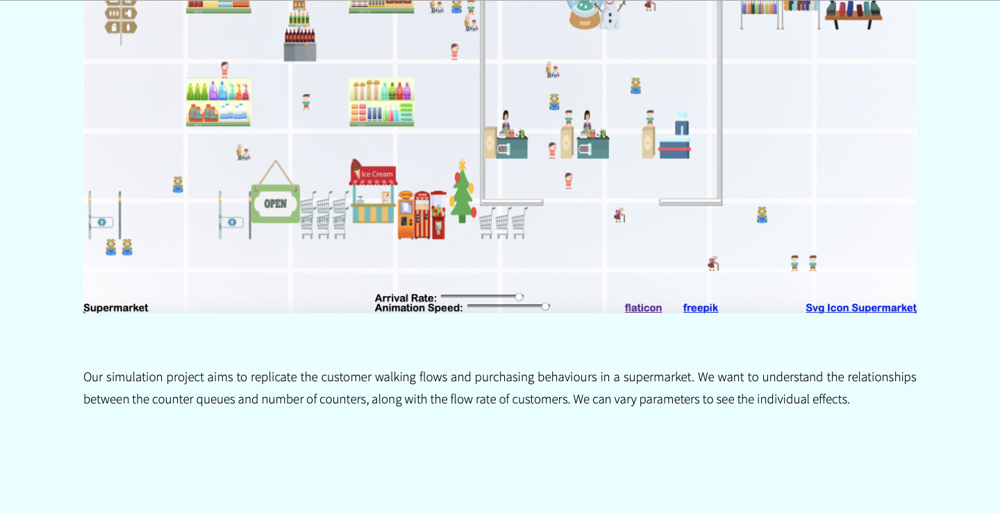 Ice Cream
OPEN
Arrival Rate:
Supermarket
Animation Speed:
flaticon
freepik
Svg Icon Supermarket
Our simulation project aims to replicate the customer walking flows and purchasing behaviours in a supermarket. We want to understand the relationships
between the counter queues and number of counters, along with the flow rate of customers. We can vary parameters to see the individual effects.